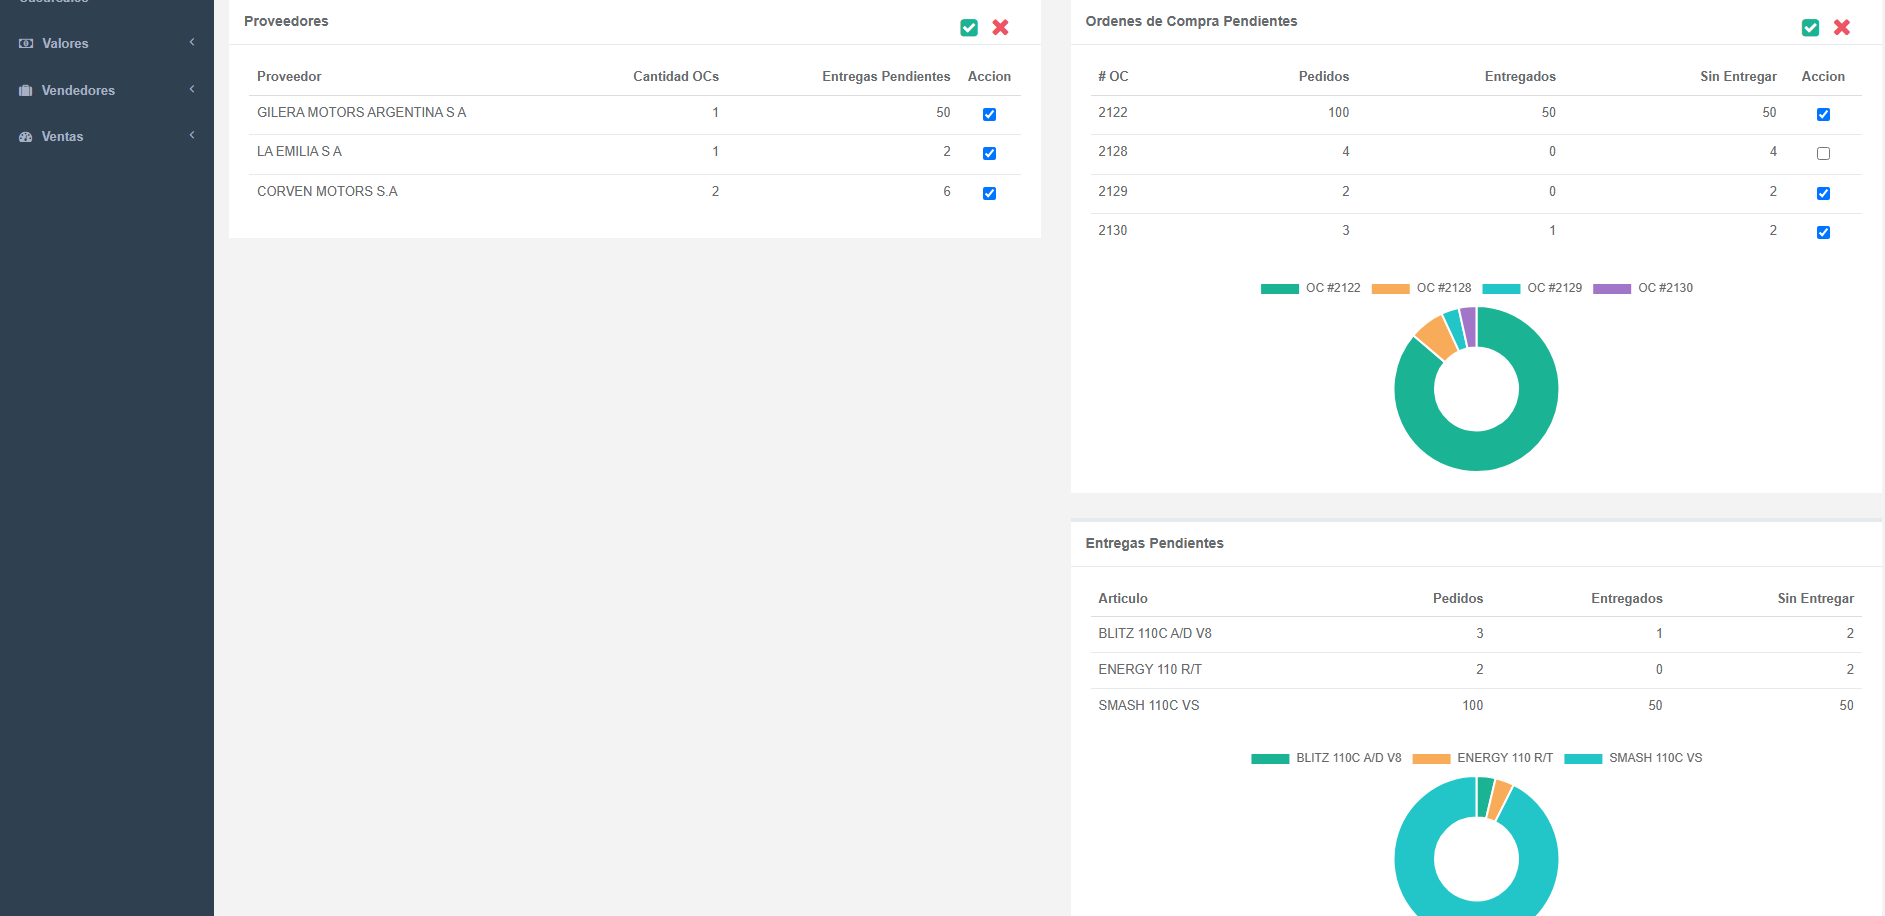 Valores
Vendedores
Ventas
Proveedores
Proveedor Cantidad OCs Entregas Pendientes Accion
GILERA MOTORS ARGENTINA S A 1 50
LA EMILIA S A 1 2
CORVEN MOTORS S.A 2 6
Ordenes de Compra Pendientes
# OC Pedidos Entregados Sin Entregar Accion
2122 100 50 50
2128 4 0 4
2129 2 0 2
2130 3 1 2
OC #2122 OC #2128 OC #2129 OC #2130
Entregas Pendientes
Articulo Pedidos Entregados Sin Entregar
BLITZ 110C A/D V8 3 1 2
ENERGY 110 R/T 2 0 2
SMASH 110C VS 100 50 50
BLITZ 110C A/D V8 ENERGY 110 R/T SMASH 110C VS